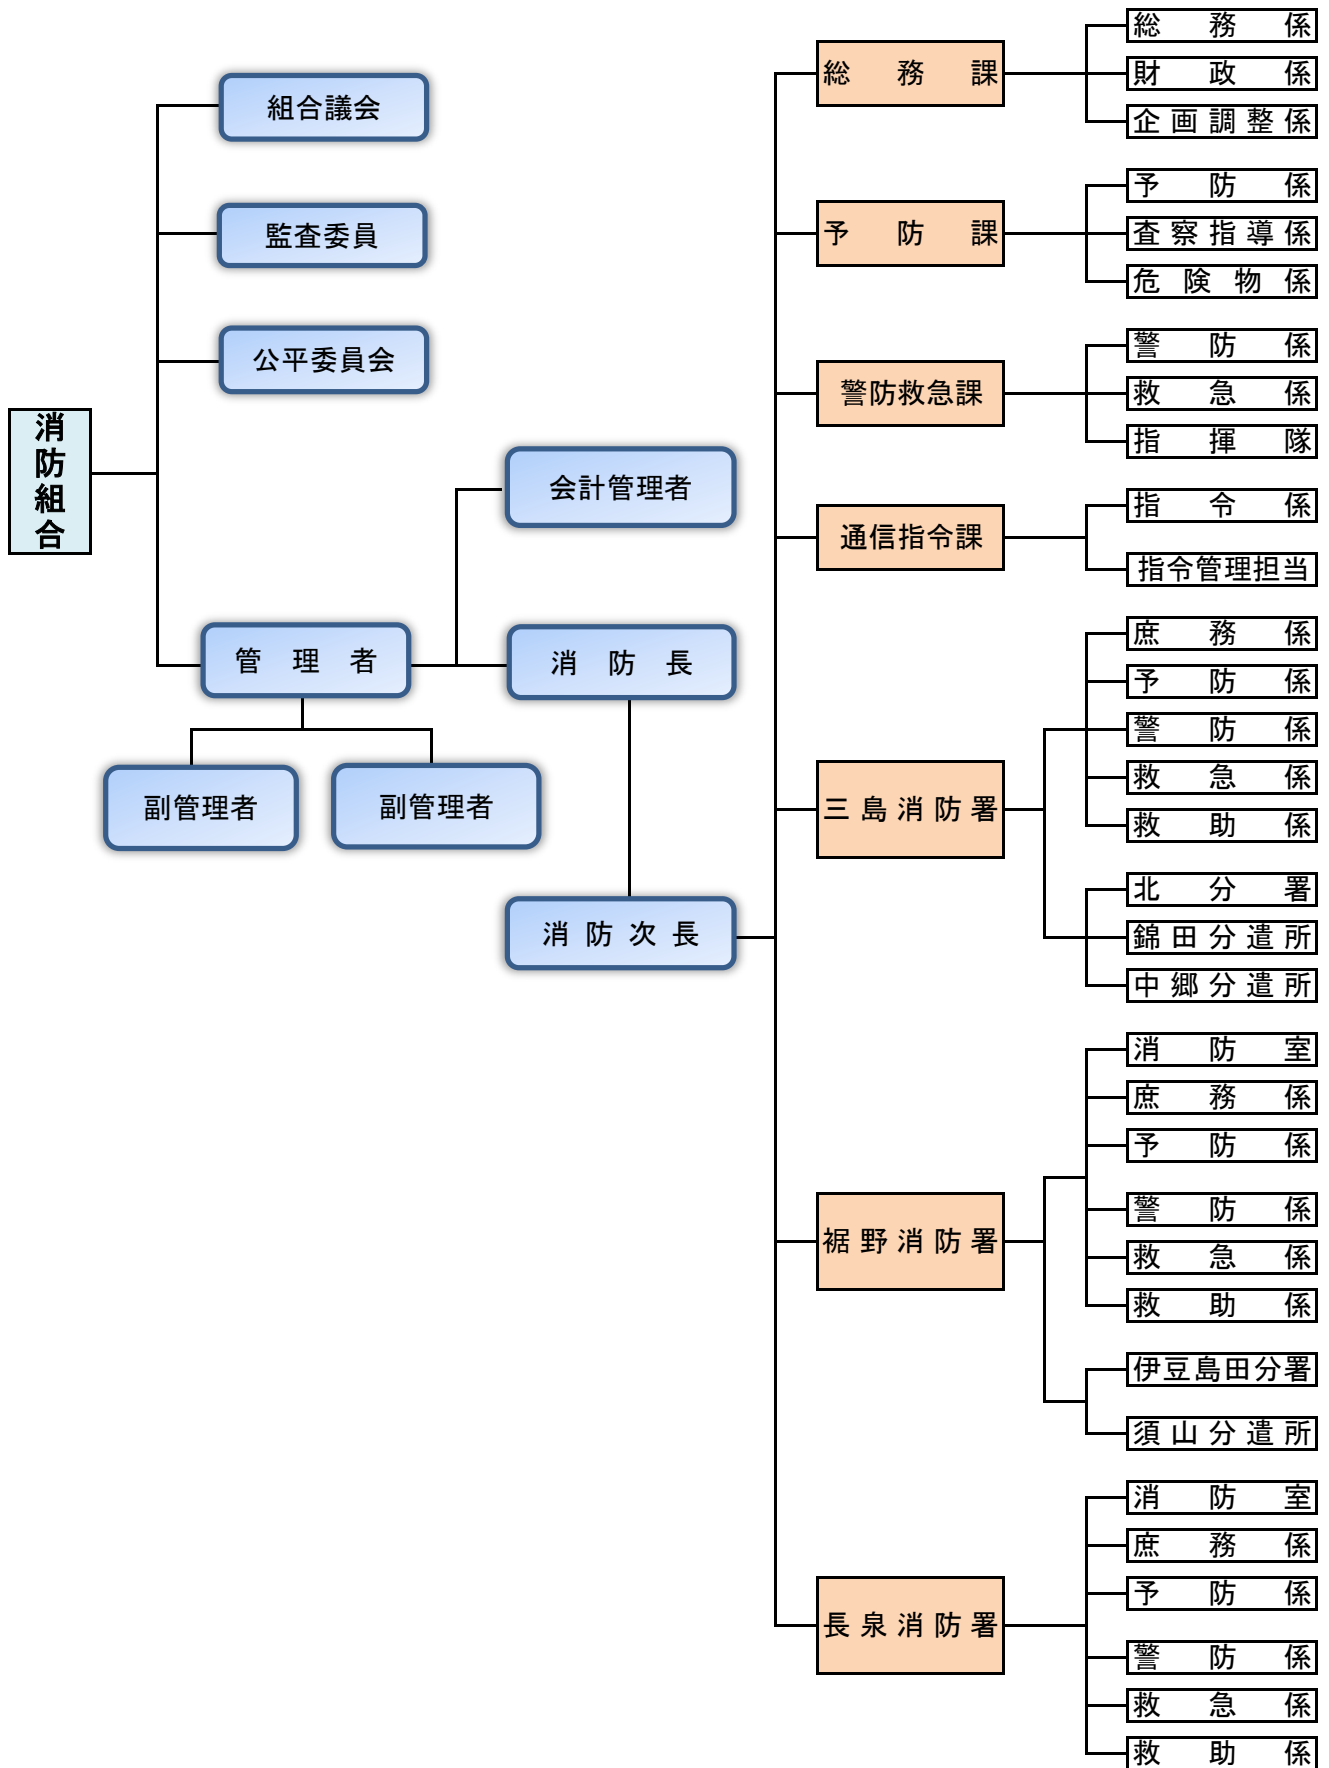 消防組合
組合議会
監査委員
公平委員会
管理者
副管理者
副管理者
会計管理者
消防長
消防次長
総務課
総務係
財政係
企画調整係
予防課
予防係
査察指導係
危険物係
警防救急課
警防係
救急係
指揮隊
通信指令課
指令係
指令管理担当
三島消防署
庶務係
予防係
警防係
救急係
救助係
北分署
錦田分遣所
中郷分遣所
裾野消防署
消防室
庶務係
予防係
警防係
救急係
救助係
伊豆島田分署
須山分遣所
長泉消防署
消防室
庶務係
予防係
警防係
救急係
救助係